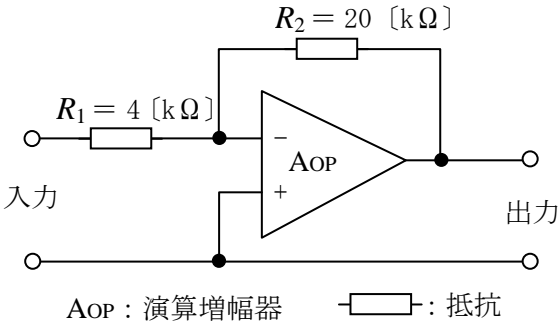 R2 = 20 〔kΩ〕
R1 = 4 〔kΩ〕
−
AOP
+
入力
出力
AOP : 演算増幅器
: 抵抗